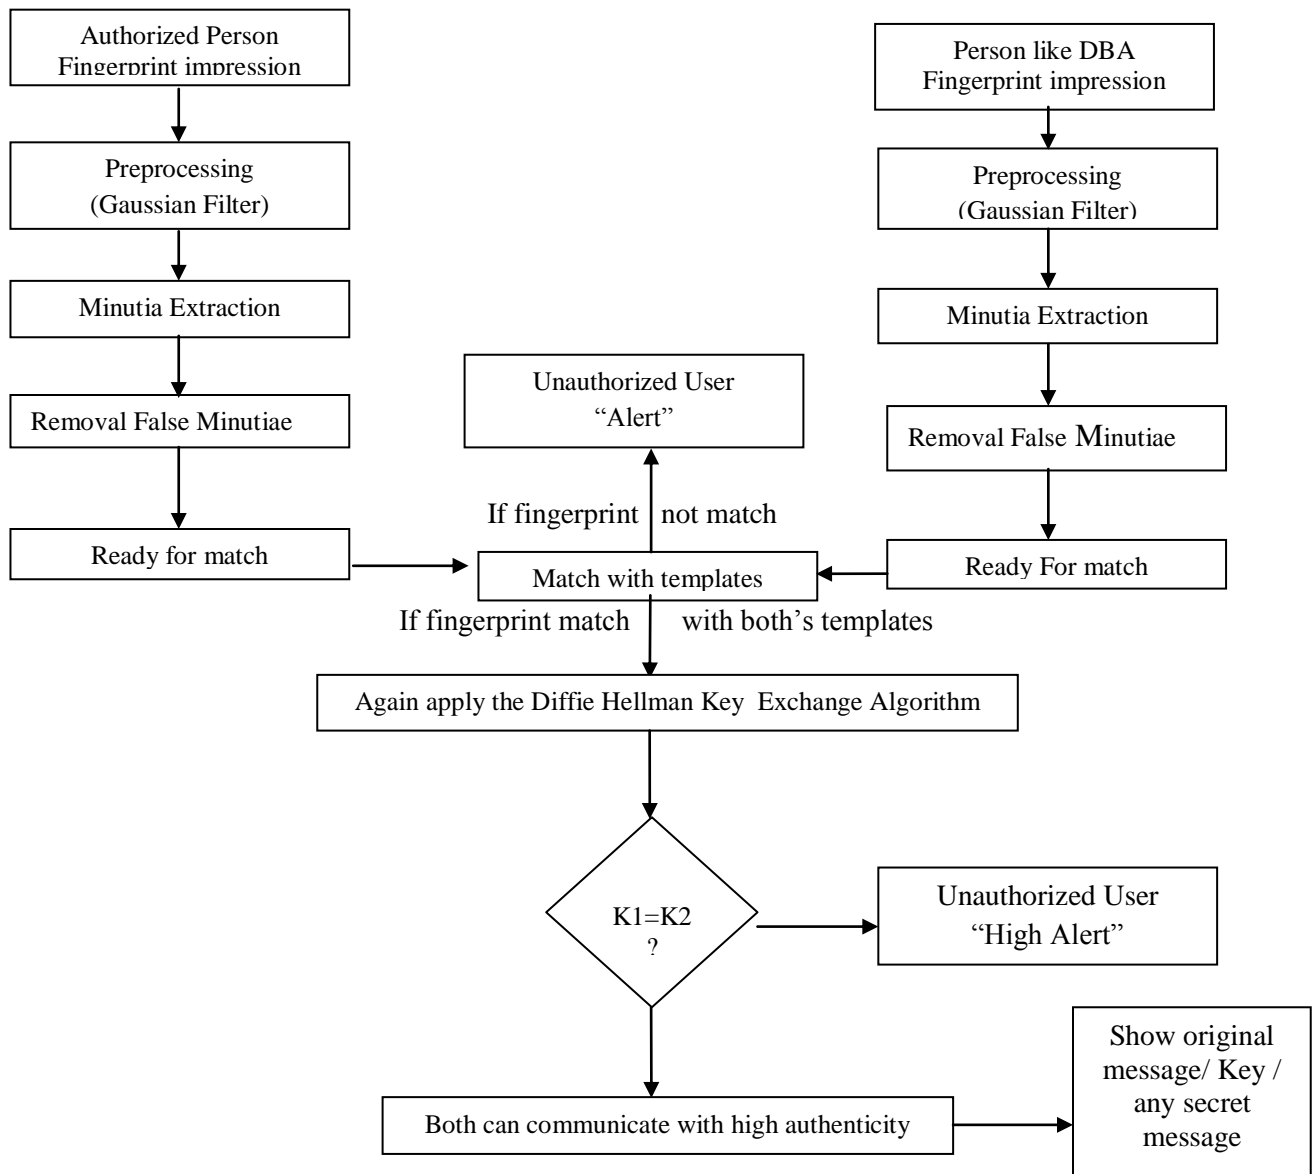 Authorized Person
Fingerprint impression
Preprocessing
(Gaussian Filter)
Minutia Extraction
Removal False Minutiae
Ready for match
Person like DBA
Fingerprint impression
Preprocessing
(Gaussian Filter)
Minutia Extraction
Removal False Minutiae
Ready For match
Unauthorized User
“Alert”
If fingerprint not match
Match with templates
If fingerprint match with both’s templates
Again apply the Diffie Hellman Key Exchange Algorithm
K1=K2
?
Unauthorized User
“High Alert”
Both can communicate with high authenticity
Show original
message/ Key /
any secret
message